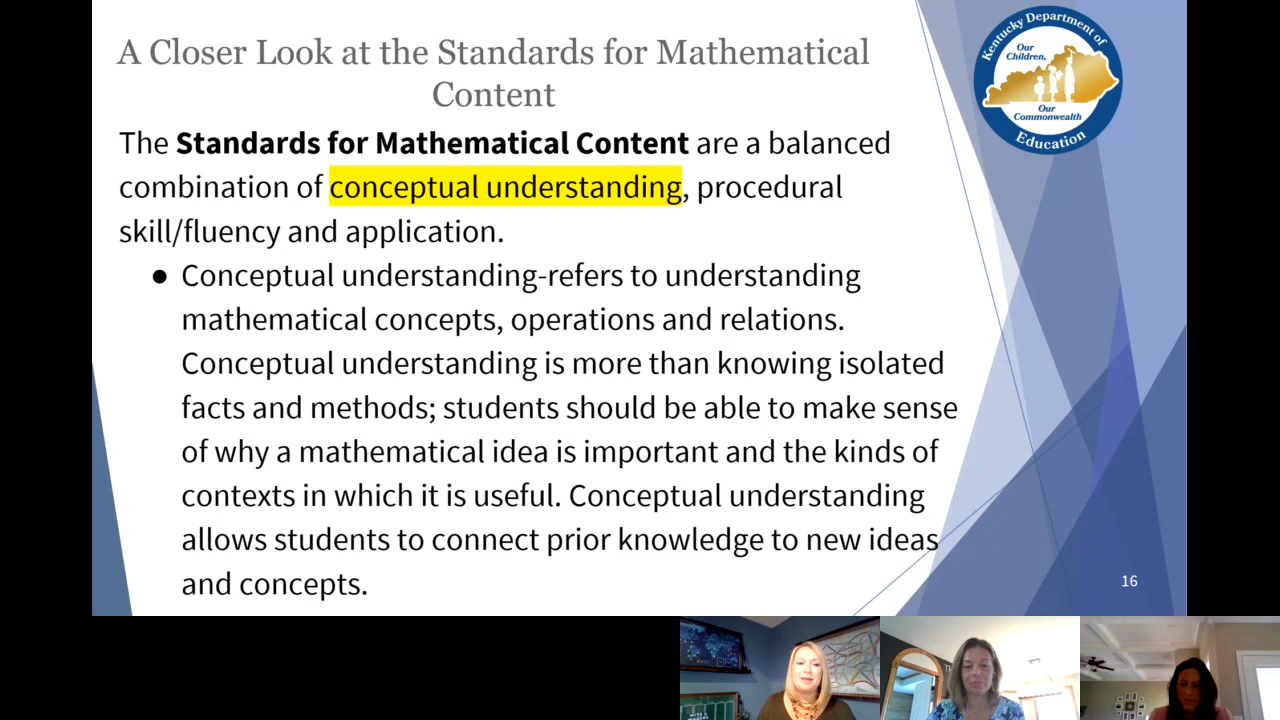 A Closer Look at the Standards for Mathematical
Content
The Standards for Mathematical Content are a balanced
combination of conceptual understanding, procedural
skill/fluency and application.
● Conceptual understanding-refers to understanding
mathematical concepts, operations and relations.
Conceptual understanding is more than knowing isolated
facts and methods; students should be able to make sense
of why a mathematical idea is important and the kinds of
contexts in which it is useful. Conceptual understanding
allows students to connect prior knowledge to new ideas
and concepts.
Kentucky Department of
Our
Children,
Our
Commonwealth
Education
16